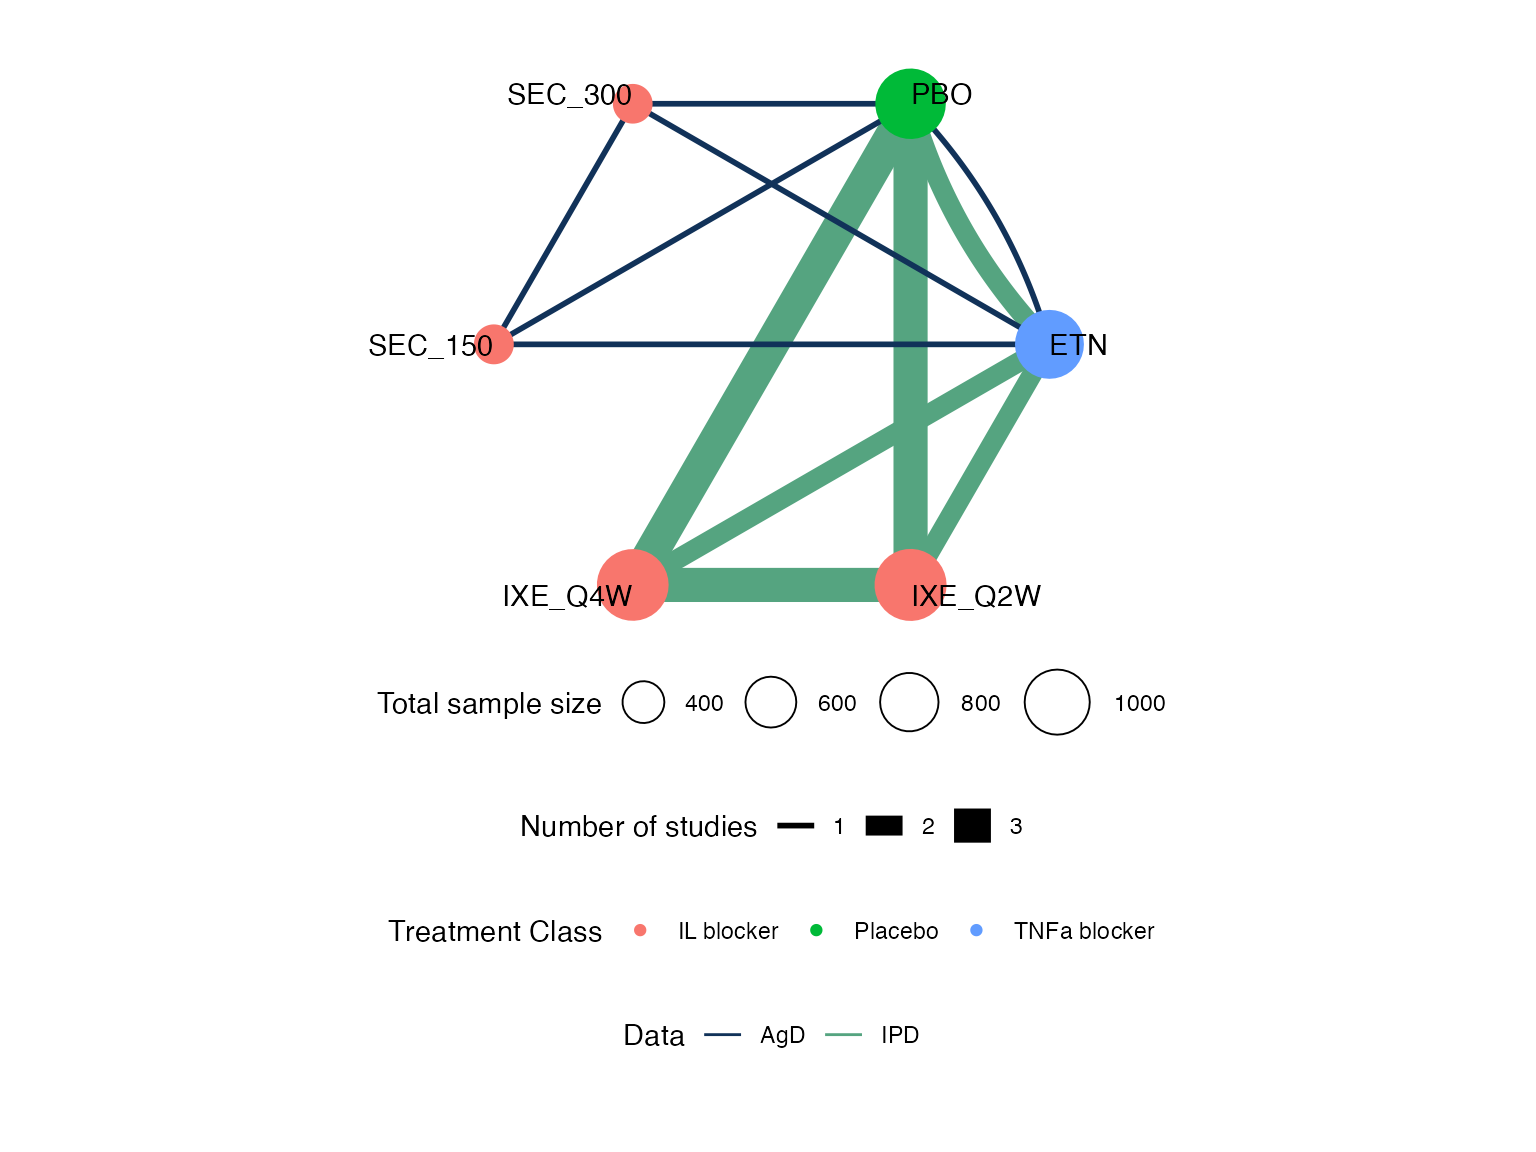 SEC_300
PBO
SEC_150
ETN
IXE_Q4W
IXE_Q2W
Total sample size 400 600 800 1000
Number of studies 1 2 3
Treatment Class IL blocker Placebo TNFa blocker
Data AgD IPD